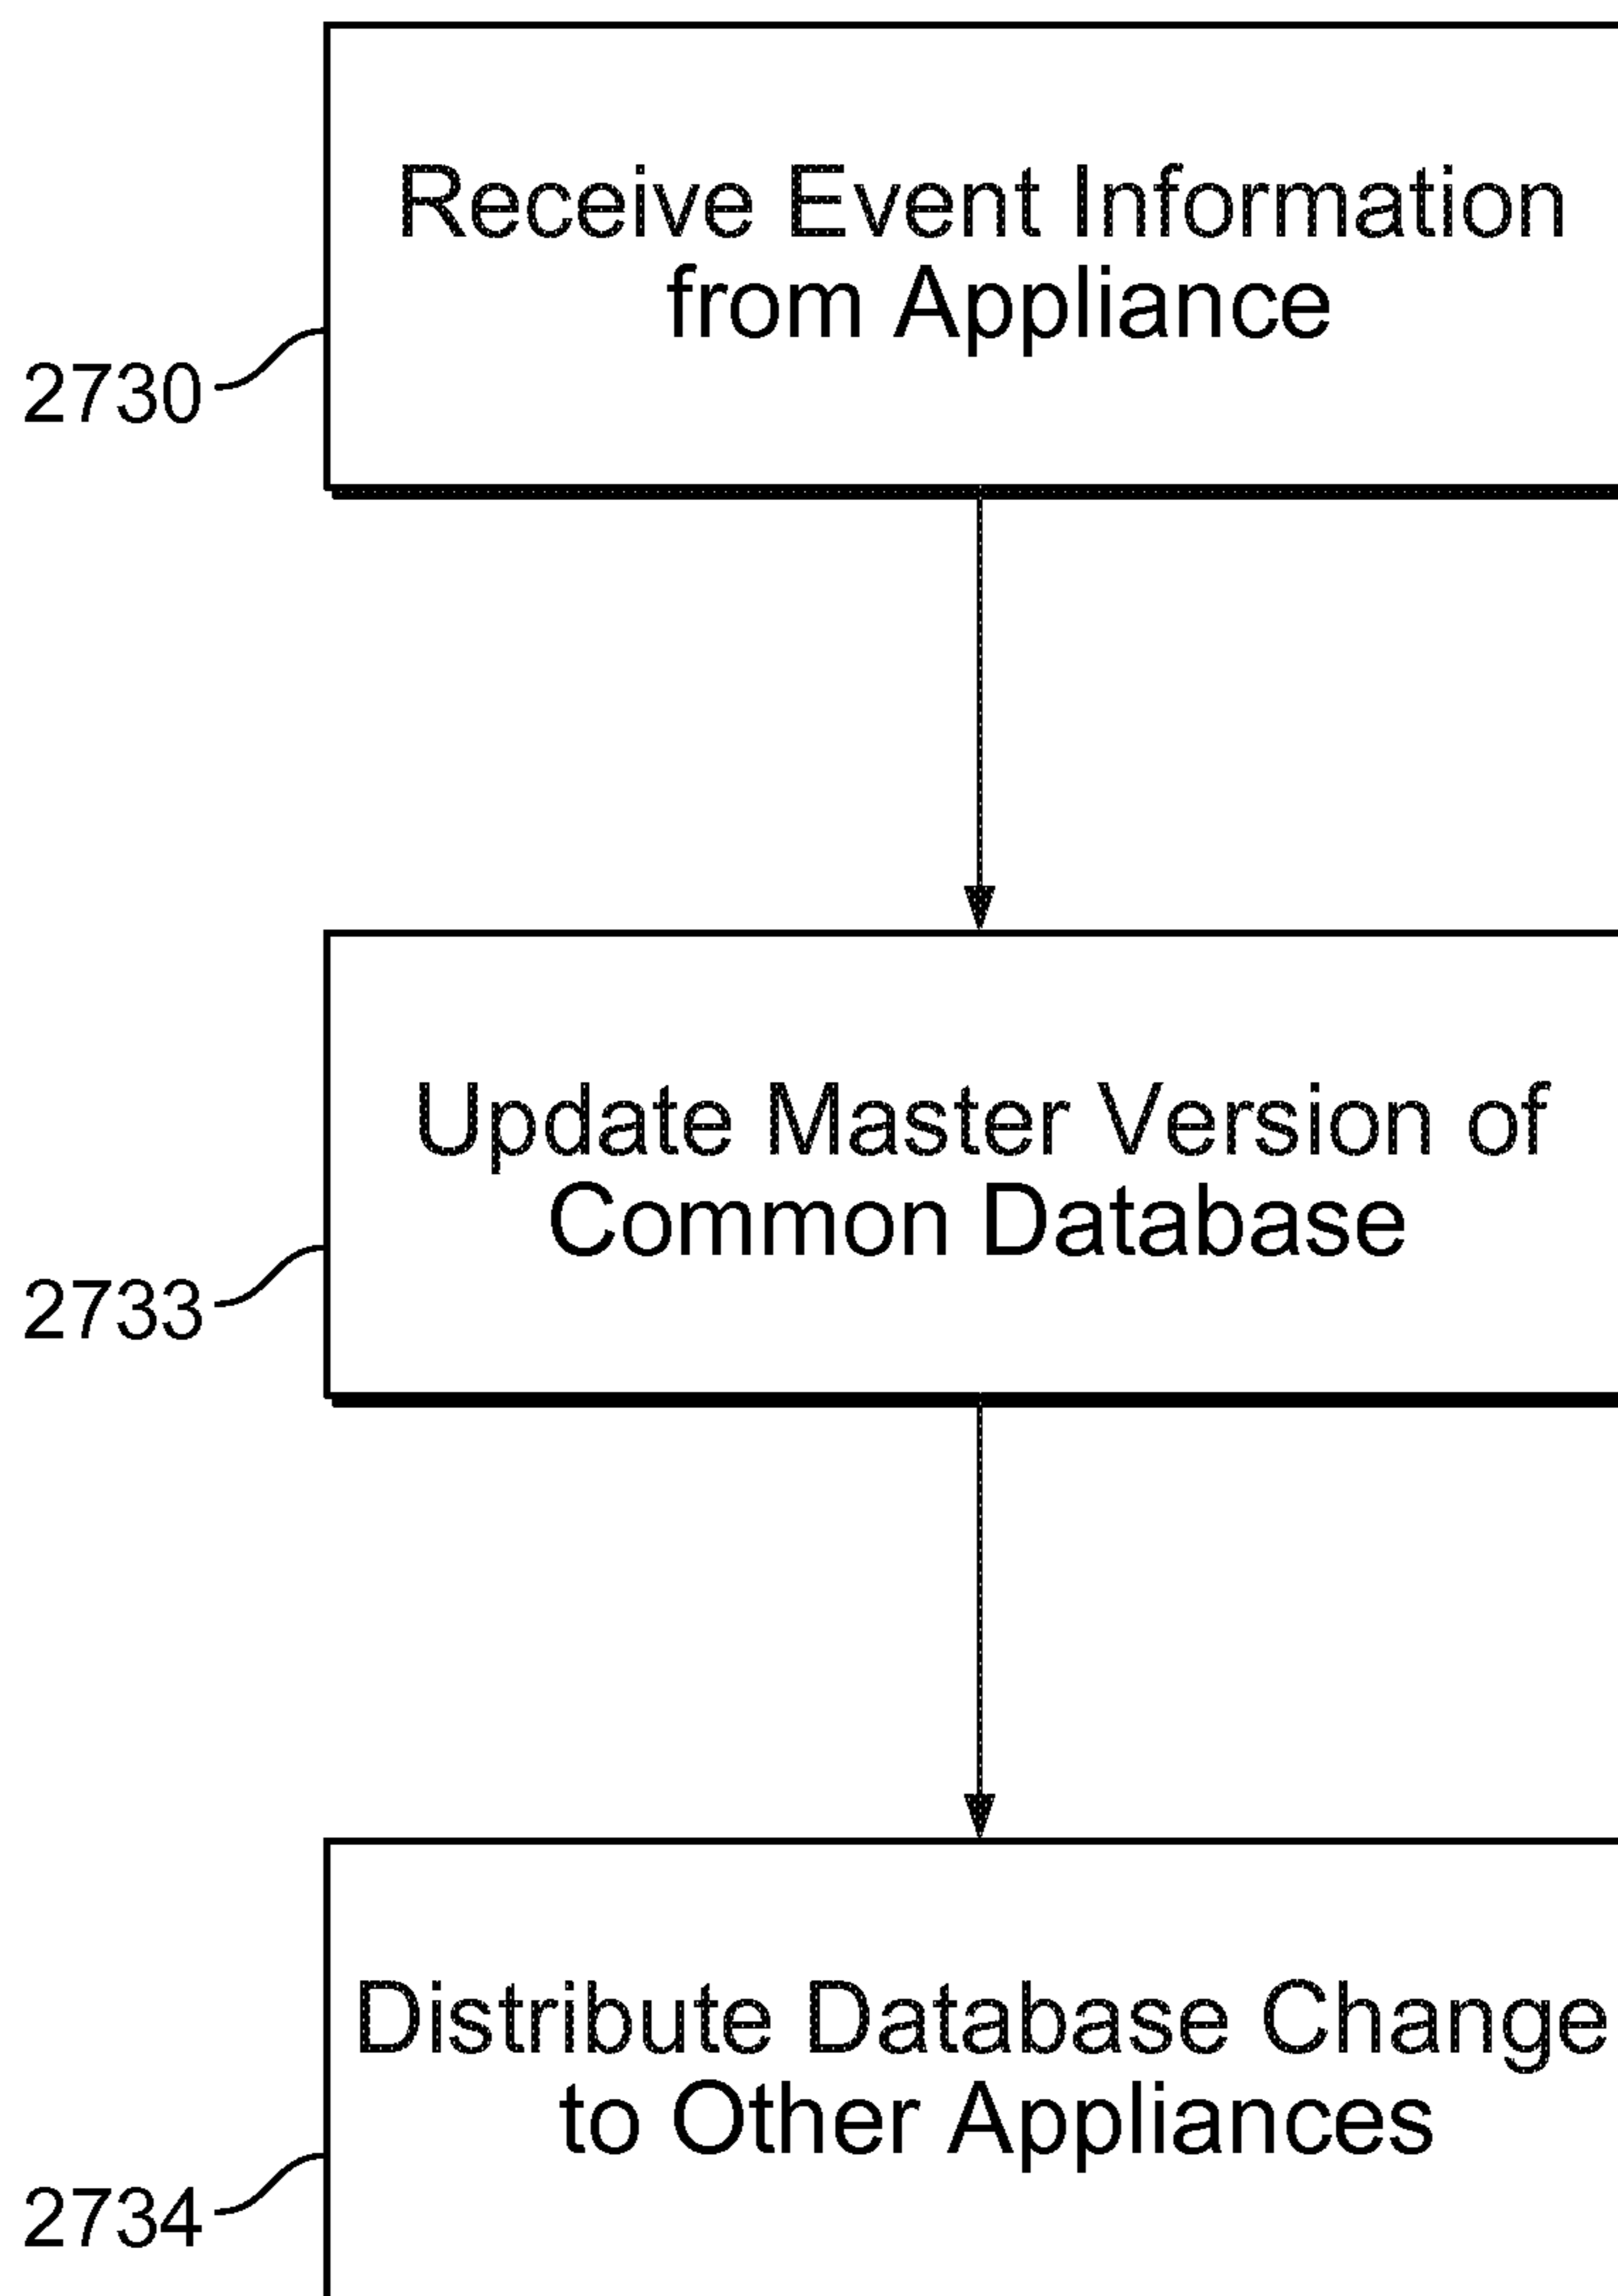 Receive Event Information
from Appliance
2730
Update Master Version of
Common Database
2733
Distribute Database Change
to Other Appliances
2734